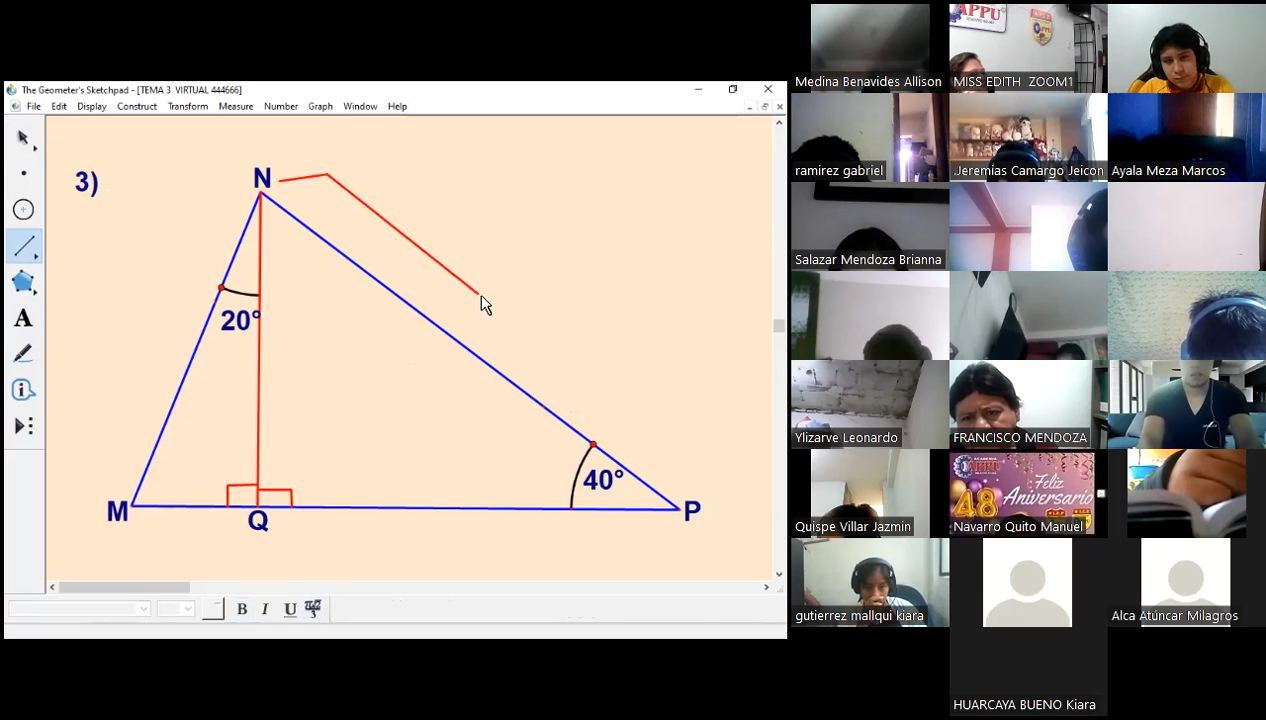 The Geometer's Sketchpad - [TEMA 3 VIRTUAL 444666]
File Edit Display Construct Transform Measure Number Graph Window Help
3)
N
20°
40°
M
Q
P
A
B I U
Medina Benavides Allison
APPU
MISS EDITH ZOOM1
ramirez gabriel
Jeremias Camargo Jeicon
Ayala Meza Marcos
Salazar Mendoza Brianna
Ylizarve Leonardo
FRANCISCO MENDOZA
Quispe Villar Jazmin
APPU
Feliz
48 Aniversario
Navarro Quito Manuel
gutierrez mallqui kiara
Alca Atúncar Milagros
HUARCAYA BUENO Kiara